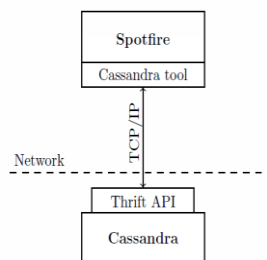 Spotfire
Cassandra tool
TCP/IP
Network
Thrift API
Cassandra